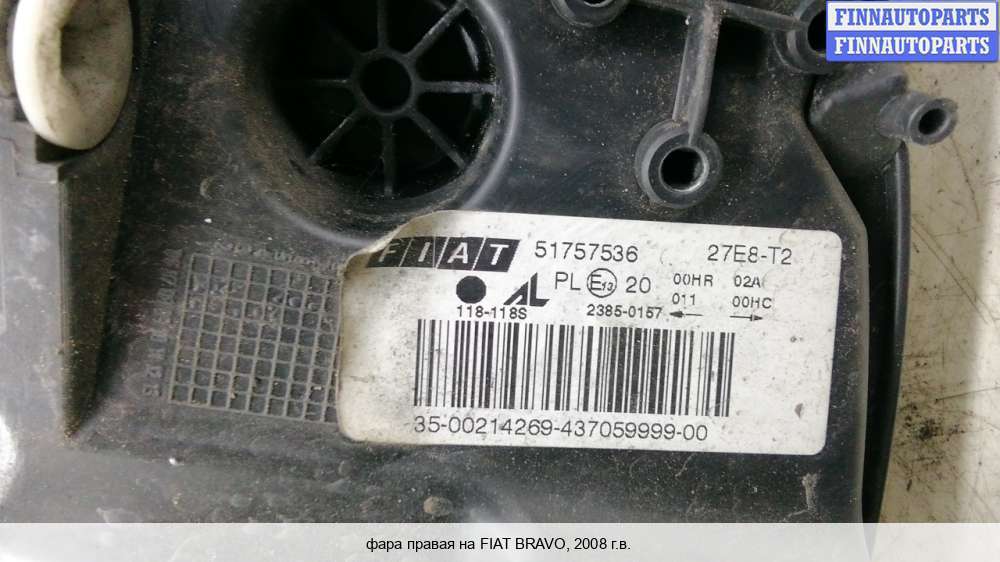 FINNAUTOPARTS
FINNAUTOPARTS
FIAT 51757536 27E8-T2
AL PL E13 20 00HR 02A
011 00HC
118-118S 2385-0157
35-00214269-437059999-00
фара правая на FIAT BRAVO, 2008 г.в.